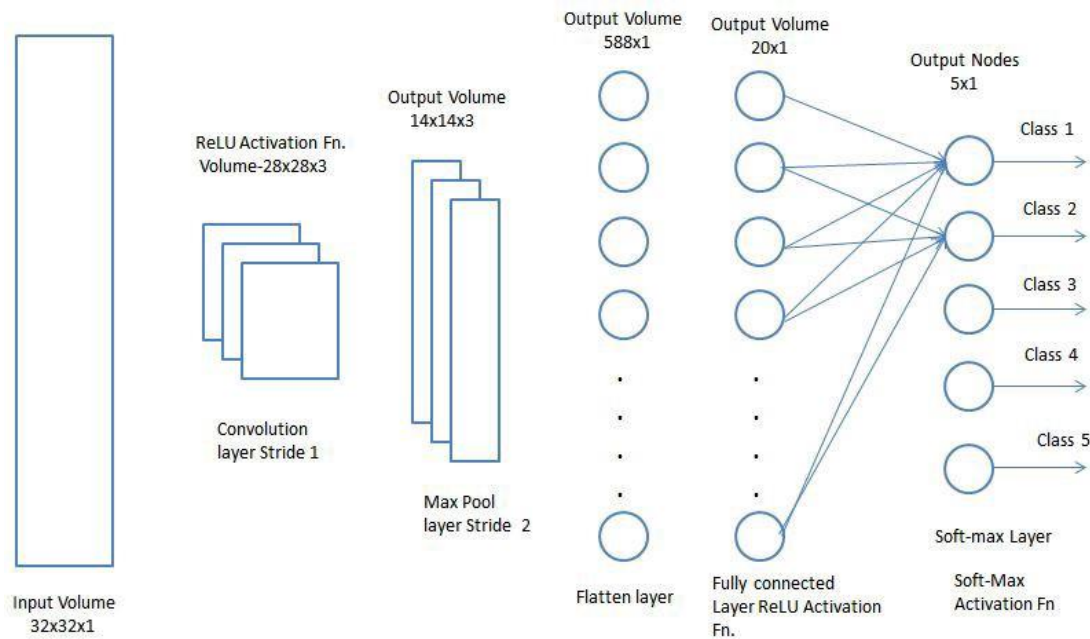 Output Volume
588x1
Output Volume
20x1
Output Nodes
5x1
Output Volume
14x14x3
ReLU Activation Fn.
Volume-28x28x3
Class 1
Class 2
Class 3
Class 4
Class 5
Convolution
layer Stride 1
Max Pool
layer Stride 2
Soft-max Layer
Input Volume
32x32x1
Flatten layer
Fully connected
Layer ReLU Activation
Fn.
Soft-Max
Activation Fn